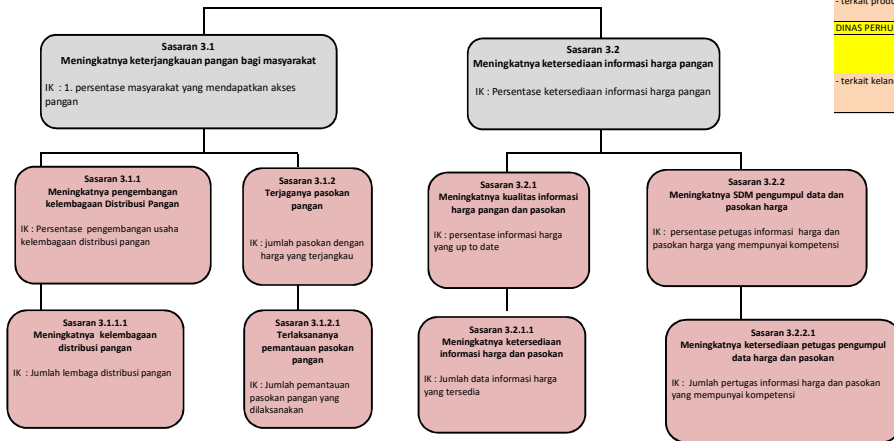 - terkait produ
DINAS PERHU
- terkait kelan
Sasaran 3.1
Meningkatnya keterjangkauan pangan bagi masyarakat
IK : 1. persentase masyarakat yang mendapatkan akses
pangan
Sasaran 3.2
Meningkatnya ketersediaan informasi harga pangan
IK : Persentase ketersediaan informasi harga pangan
Sasaran 3.1.1
Meningkatnya pengembangan
kelembagaan Distribusi Pangan
IK : Persentase pengembangan usaha
kelembagaan distribusi pangan
Sasaran 3.1.2
Terjaganya pasokan
pangan
IK : jumlah pasokan dengan
harga yang terjangkau
Sasaran 3.2.1
Meningkatnya kualitas informasi
harga pangan dan pasokan
IK : persentase informasi harga
yang up to date
Sasaran 3.2.2
Meningkatnya SDM pengumpul data dan
pasokan harga
IK : persentase petugas informasi harga dan
pasokan harga yang mempunyai kompetensi
Sasaran 3.1.1.1
Meningkatnya kelembagaan
distribusi pangan
IK : Jumlah lembaga distribusi pangan
Sasaran 3.1.2.1
Terlaksananya
pemantauan pasokan
pangan
IK : Jumlah pemantauan
pasokan pangan yang
dilaksanakan
Sasaran 3.2.1.1
Meningkatnya ketersediaan
informasi harga dan pasokan
IK : Jumlah data informasi harga
yang tersedia
Sasaran 3.2.2.1
Meningkatnya ketersediaan petugas pengumpul
data harga dan pasokan
IK : Jumlah pertugas informasi harga dan pasokan
yang mempunyai kompetensi